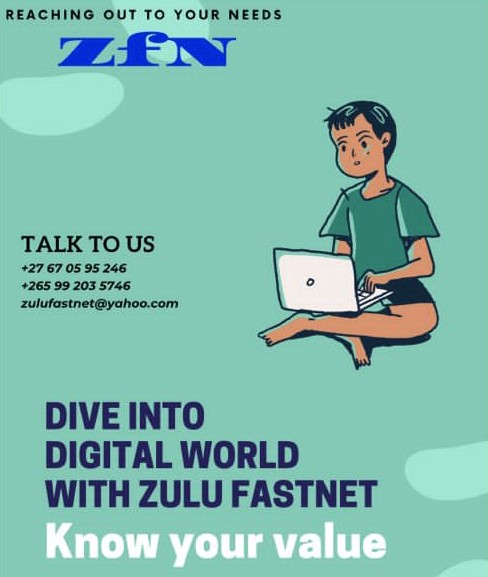 REACHING OUT TO YOUR NEEDS
ZfN
TALK TO US
+27 67 05 95 246
+265 99 203 5746
zulufastnet@yahoo.com
DIVE INTO
DIGITAL WORLD
WITH ZULU FASTNET
Know your value